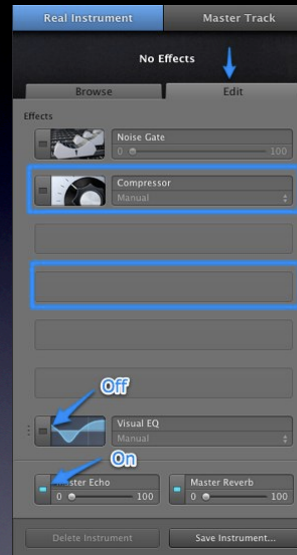 Real Instrument Master Track
No Effects
Browse Edit
Effects
Noise Gate
0 100
Compressor
Manual
Off
Visual EQ
Manual
On
Master Echo Master Reverb
0 100 0 100
Delete Instrument Save Instrument...